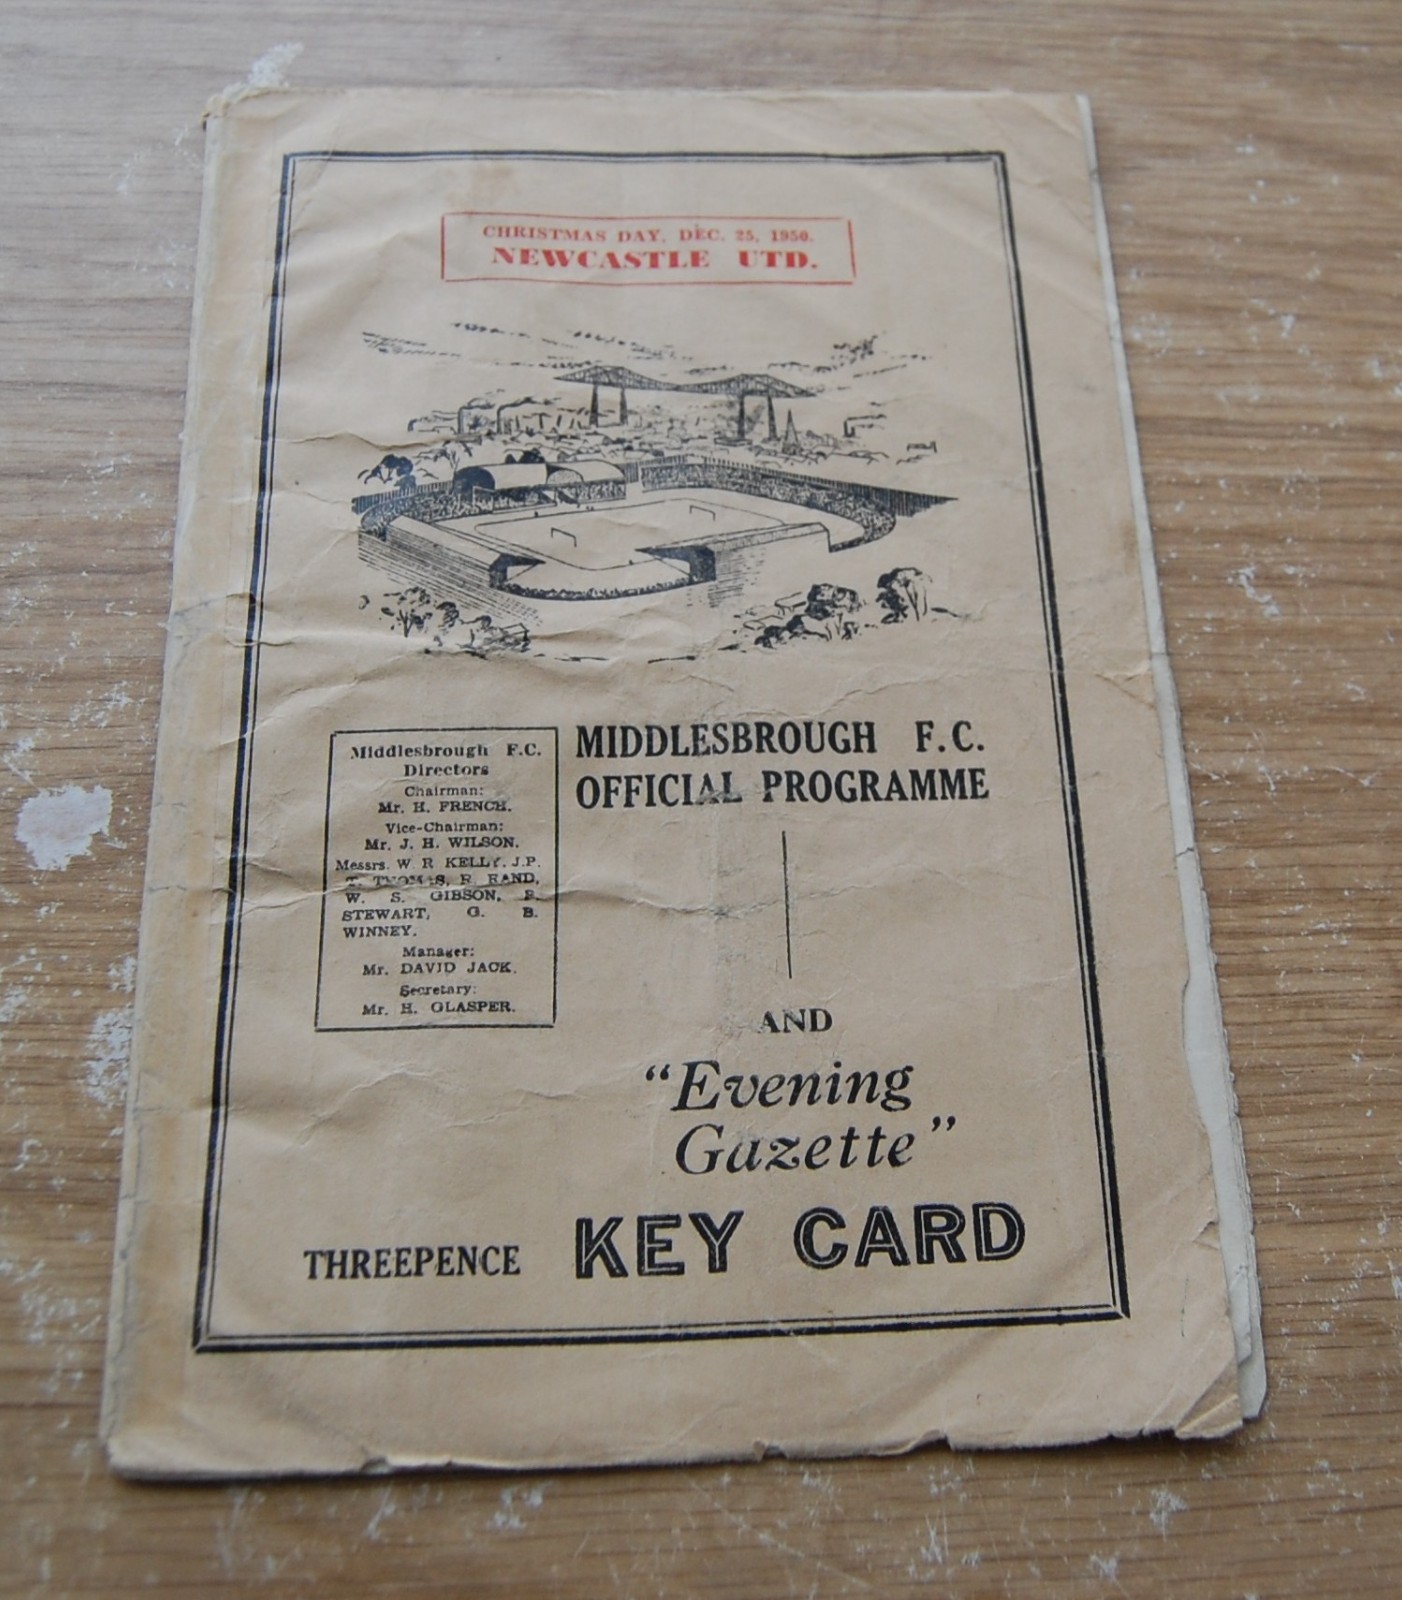 CHRISTMAS DAY, DEC. 25, 1950.
NEWCASTLE UTD.
Middlesbrough F.C.
Directors
Chairman:
Mr. H. FRENCH.
Vice-Chairman:
Mr. J. H. WILSON.
Messrs. W. R KELLY, J.P.
T. THOMAS, R. RAND,
W. S. GIBSON, E.
STEWART, G. B.
WINNEY.
Manager:
Mr. DAVID JACK.
Secretary:
Mr. H. GLASPER.
MIDDLESBROUGH F.C.
OFFICIAL PROGRAMME
AND
"Evening
Gazette"
THREEPENCE KEY CARD